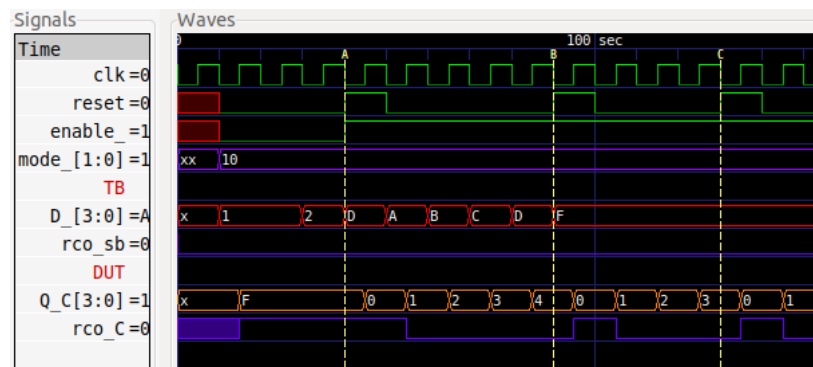 Signals
Waves
Time
0
100 sec
A
B
C
clk=0
reset=0
enable_=1
mode_[1:0]=1
xx
10
TB
D_[3:0]=A
x
1
2
D
A
B
C
D
F
rco_sb=0
DUT
Q_C[3:0]=1
x
F
0
1
2
3
4
0
1
2
3
0
1
rco_C=0